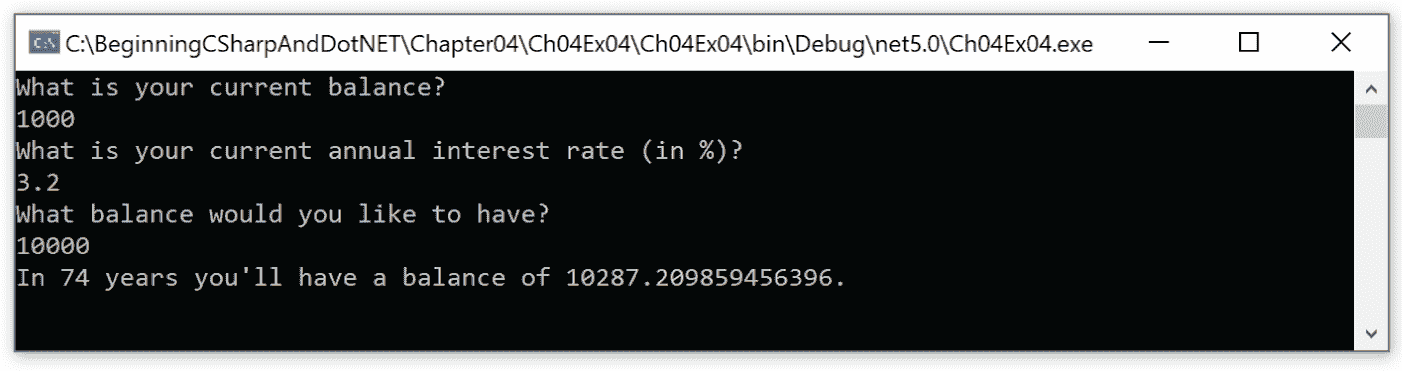 C:\BeginningCSharpAndDotNET\Chapter04\Ch04Ex04\Ch04Ex04\bin\Debug\net5.0\Ch04Ex04.exe
What is your current balance?
1000
What is your current annual interest rate (in %)?
3.2
What balance would you like to have?
10000
In 74 years you'll have a balance of 10287.209859456396.